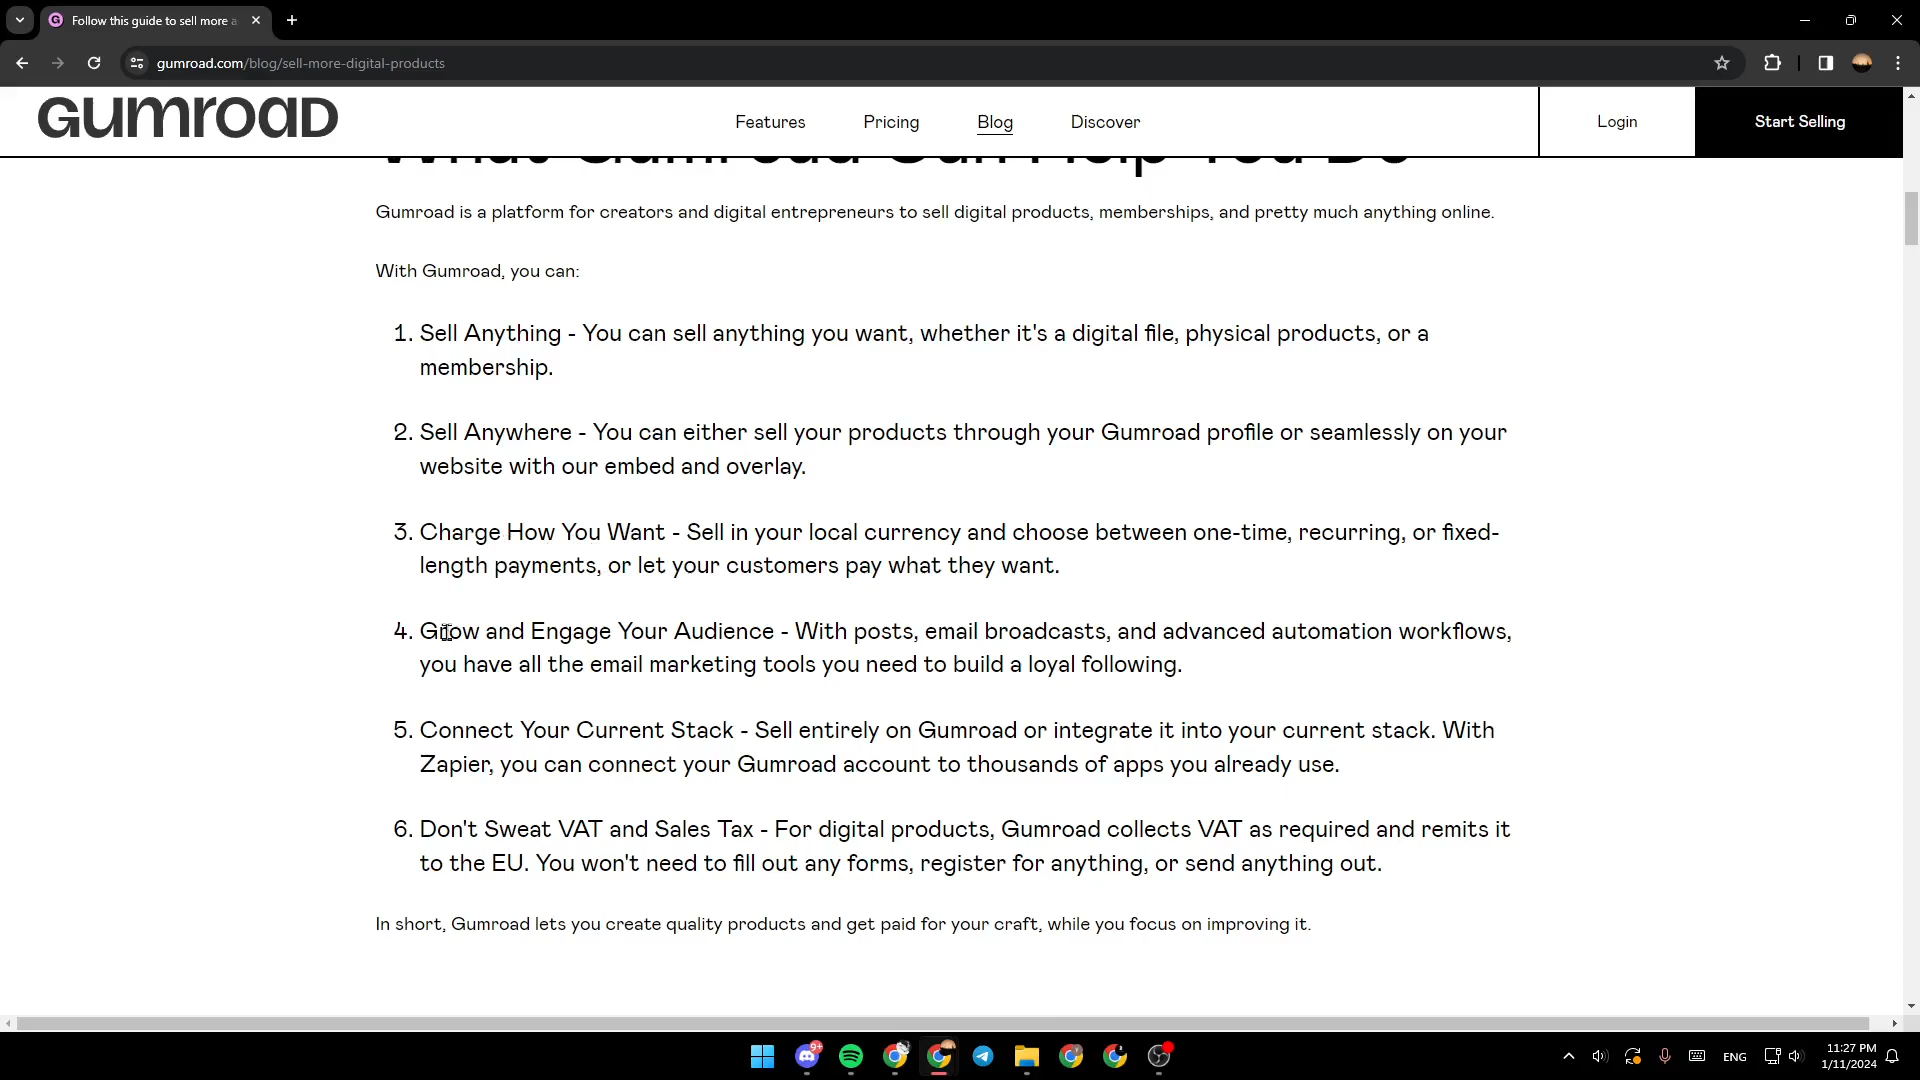 Follow this guide to sell more a
gumroad.com/blog/sell-more-digital-products
GUMROAD
Features
Pricing
Blog
Discover
Login
Start Selling
What Gumroad Can Help You Do
Gumroad is a platform for creators and digital entrepreneurs to sell digital products, memberships, and pretty much anything online.
With Gumroad, you can:
1. Sell Anything - You can sell anything you want, whether it's a digital file, physical products, or a
membership.
2. Sell Anywhere - You can either sell your products through your Gumroad profile or seamlessly on your
website with our embed and overlay.
3. Charge How You Want - Sell in your local currency and choose between one-time, recurring, or fixed-
length payments, or let your customers pay what they want.
4. Grow and Engage Your Audience - With posts, email broadcasts, and advanced automation workflows,
you have all the email marketing tools you need to build a loyal following.
5. Connect Your Current Stack - Sell entirely on Gumroad or integrate it into your current stack. With
Zapier, you can connect your Gumroad account to thousands of apps you already use.
6. Don't Sweat VAT and Sales Tax - For digital products, Gumroad collects VAT as required and remits it
to the EU. You won't need to fill out any forms, register for anything, or send anything out.
In short, Gumroad lets you create quality products and get paid for your craft, while you focus on improving it.
9+
ENG
11:27 PM
1/11/2024